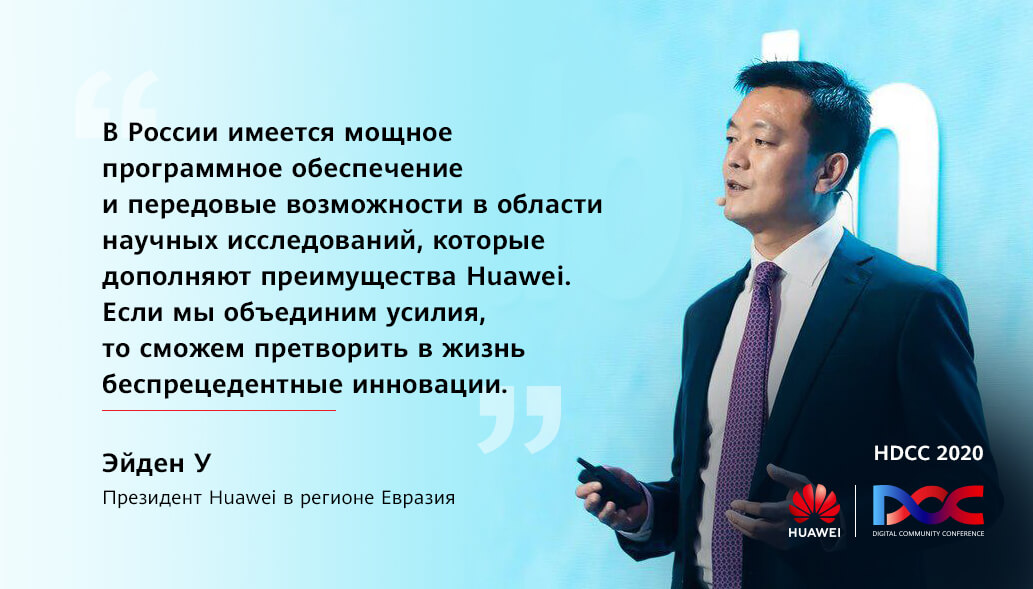 В России имеется мощное
программное обеспечение
и передовые возможности в области
научных исследований, которые
дополняют преимущества Huawei.
Если мы объединим усилия,
то сможем претворить в жизнь
беспрецедентные инновации.
Эйден У
Президент Huawei в регионе Евразия
HDCC 2020
HUAWEI
DCC
DIGITAL COMMUNITY CONFERENCE